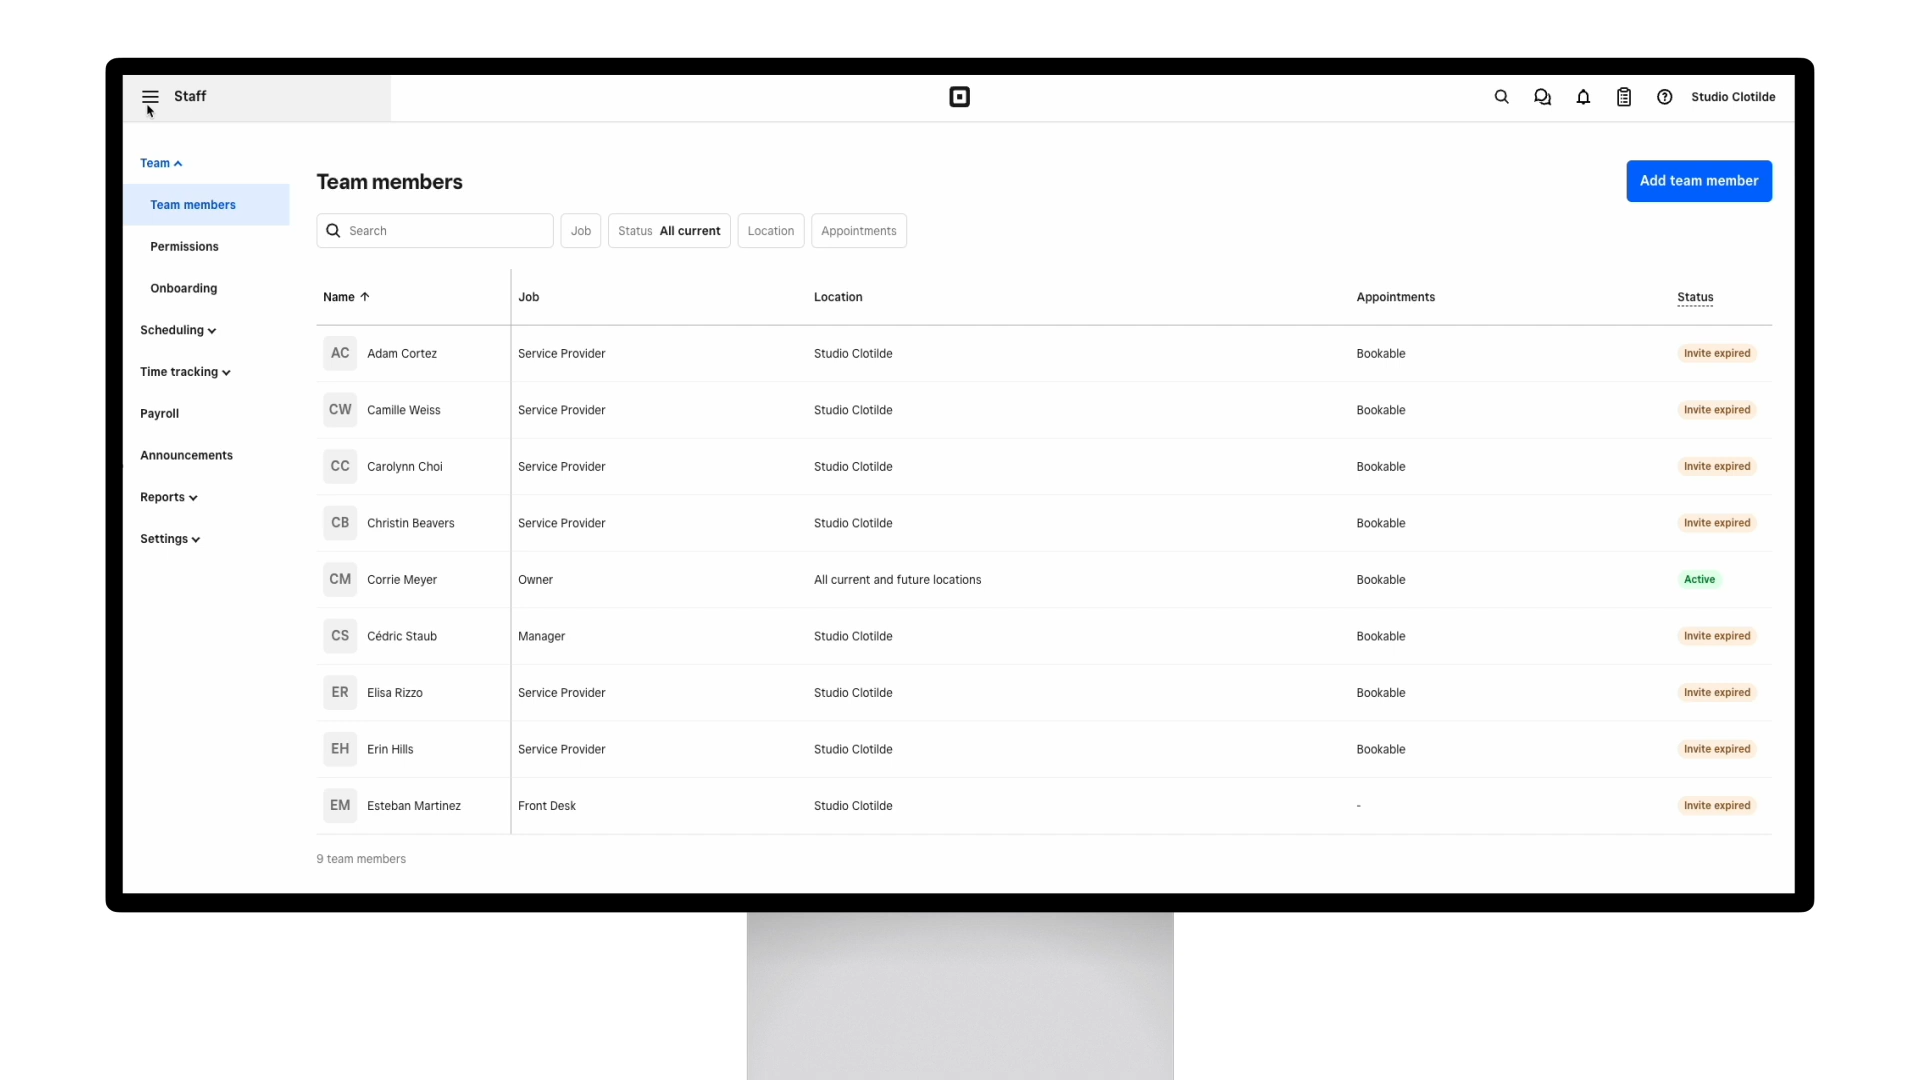 Staff
Studio Clotilde
Team
Team members
Permissions
Onboarding
Scheduling
Time tracking
Payroll
Announcements
Reports
Settings
Team members
Add team member
Search
Job
Status All current
Location
Appointments
Name Job Location Appointments Status
AC Adam Cortez Service Provider Studio Clotilde Bookable Invite expired
CW Camille Weiss Service Provider Studio Clotilde Bookable Invite expired
CC Carolynn Choi Service Provider Studio Clotilde Bookable Invite expired
CB Christin Beavers Service Provider Studio Clotilde Bookable Invite expired
CM Corrie Meyer Owner All current and future locations Bookable Active
CS Cédric Staub Manager Studio Clotilde Bookable Invite expired
ER Elisa Rizzo Service Provider Studio Clotilde Bookable Invite expired
EH Erin Hills Service Provider Studio Clotilde Bookable Invite expired
EM Esteban Martinez Front Desk Studio Clotilde - Invite expired
9 team members